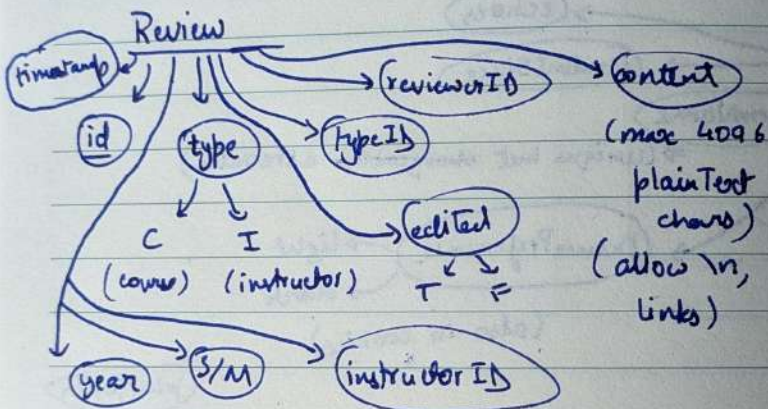 Review
timestamp
reviewerID
content
id
type
typeID
(max 4096
plainText
chars)
(allow \n,
links)
C
I
(course)
(instructor)
edited
T
F
year
S/M
instructorID